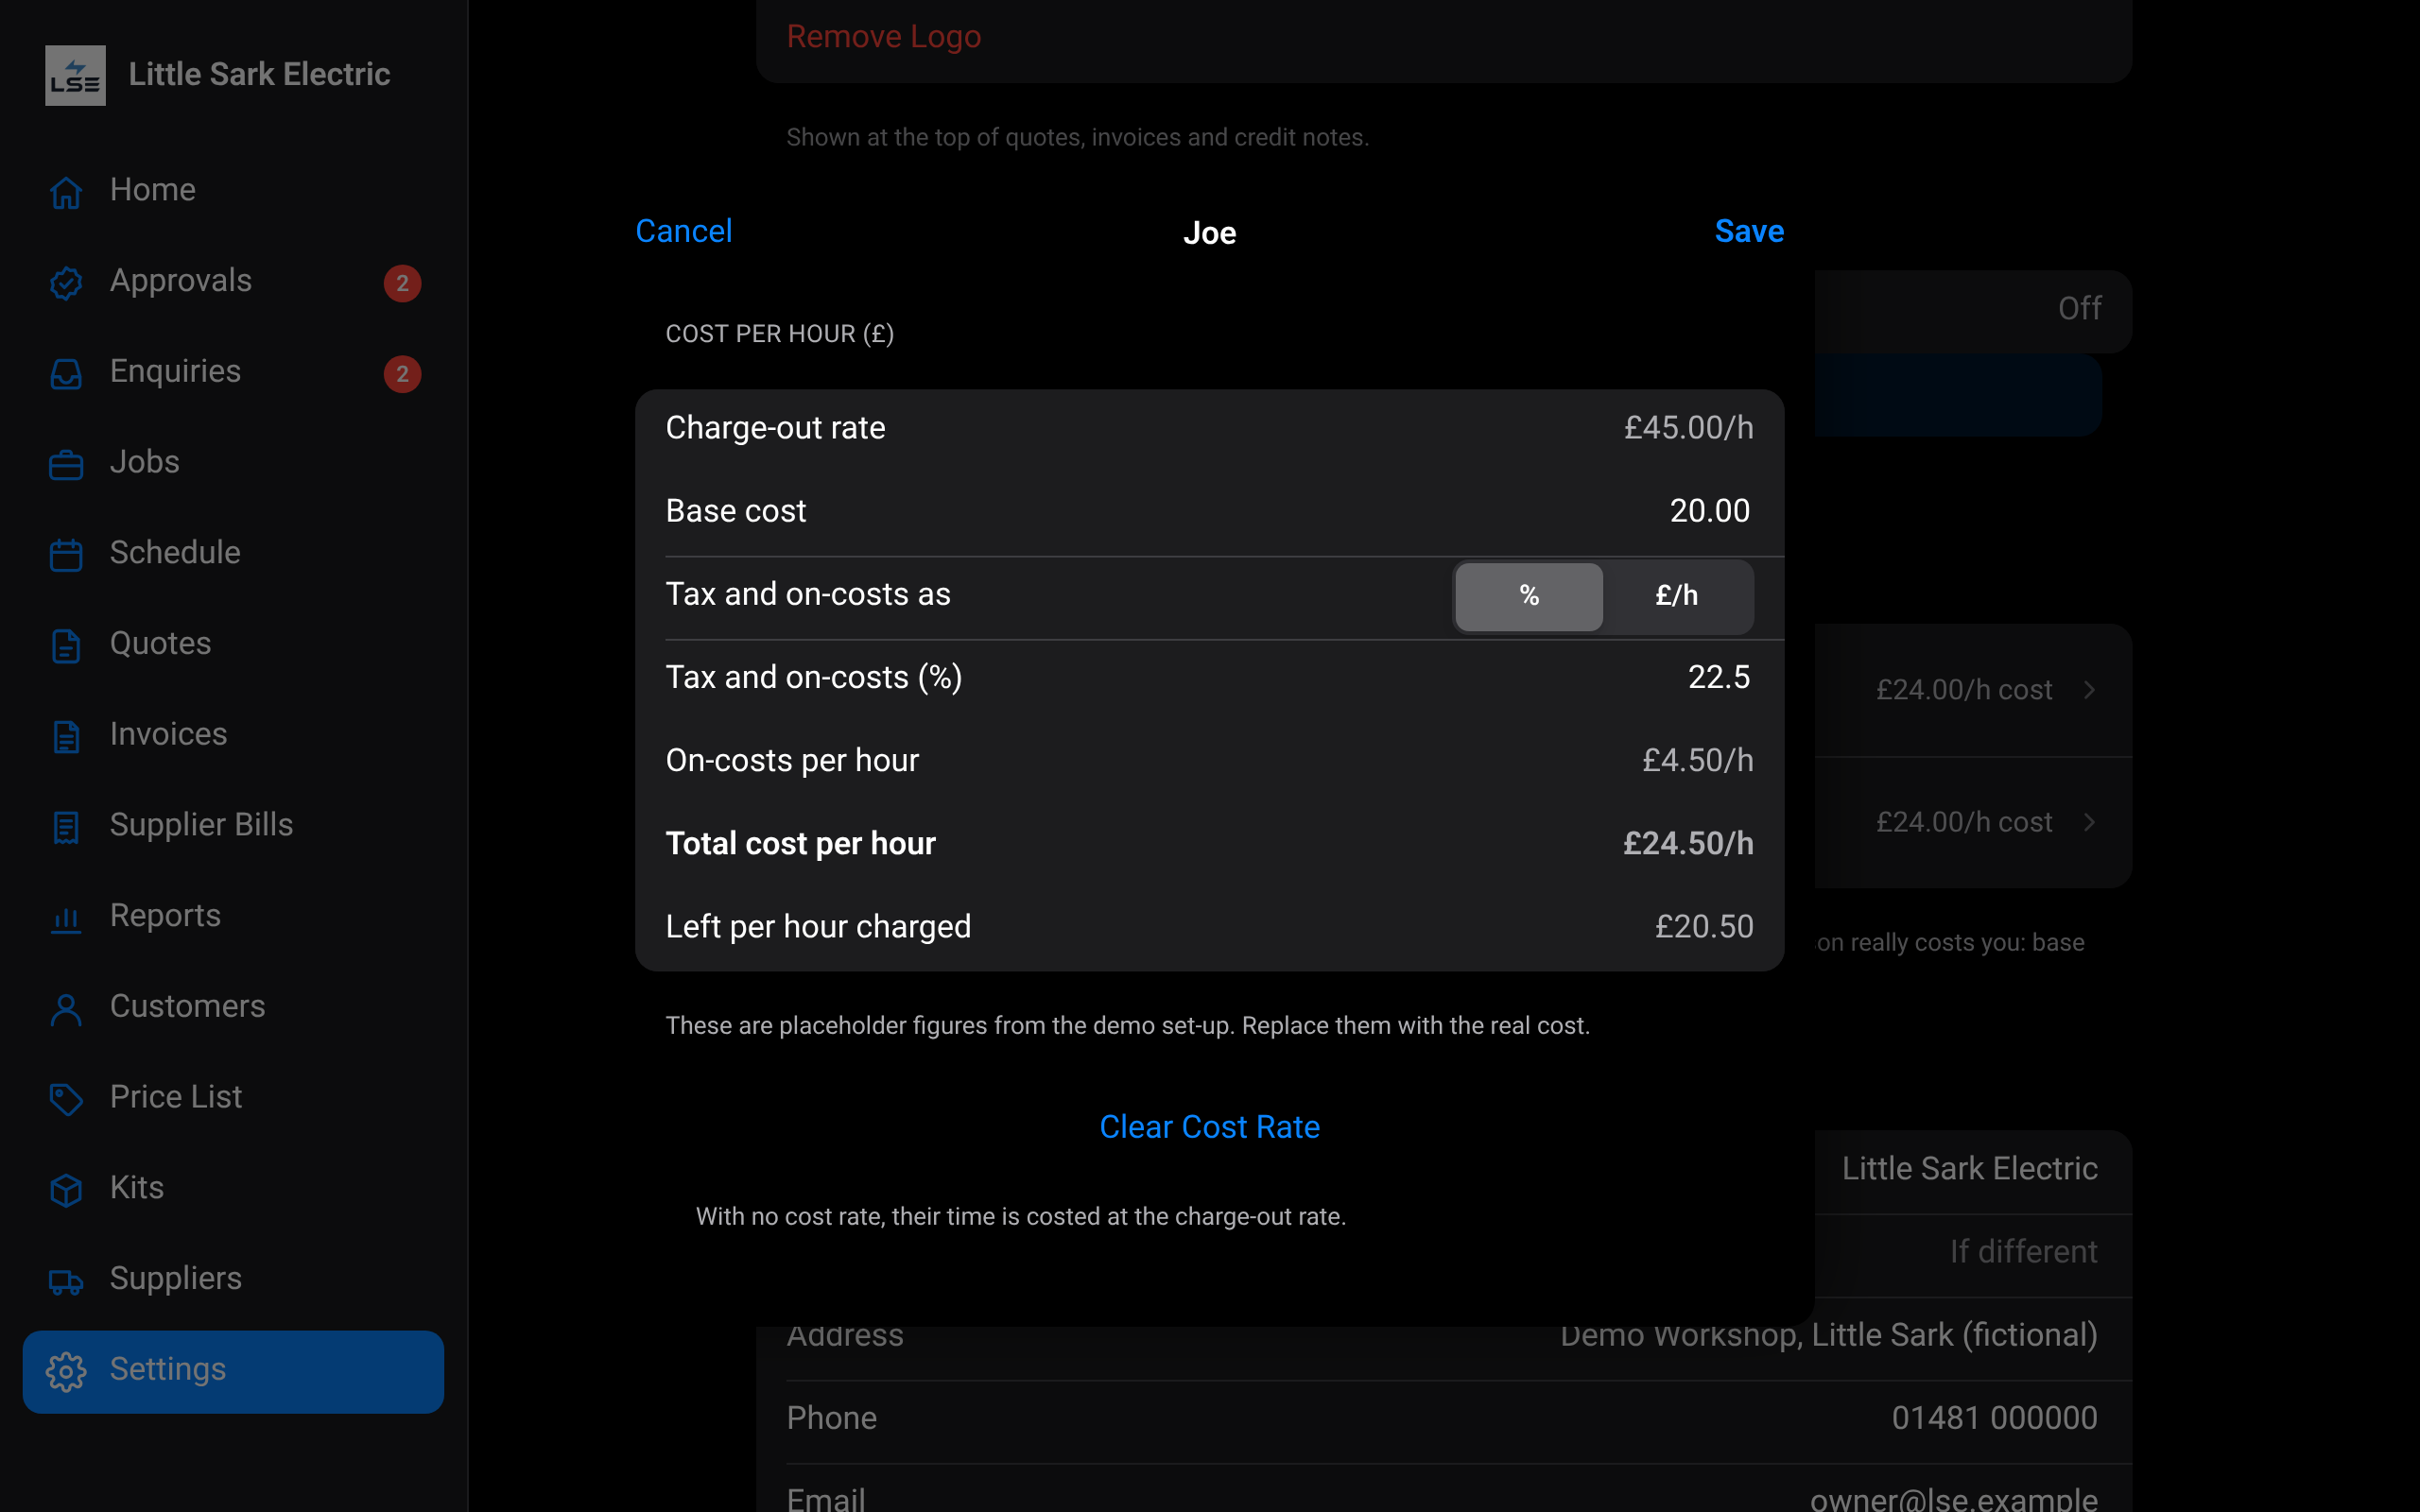 LSE
Little Sark Electric
Home
Approvals 2
Enquiries 2
Jobs
Schedule
Quotes
Invoices
Supplier Bills
Reports
Customers
Price List
Kits
Suppliers
Settings
Remove Logo
Shown at the top of quotes, invoices and credit notes.
Cancel Joe Save
COST PER HOUR (£)
Charge-out rate £45.00/h
Base cost 20.00
Tax and on-costs as % £/h
Tax and on-costs (%) 22.5
On-costs per hour £4.50/h
Total cost per hour £24.50/h
Left per hour charged £20.50
These are placeholder figures from the demo set-up. Replace them with the real cost.
Clear Cost Rate
With no cost rate, their time is costed at the charge-out rate.
Off
£24.00/h cost
£24.00/h cost
on really costs you: base
Little Sark Electric
If different
Address Demo Workshop, Little Sark (fictional)
Phone 01481 000000
Email owner@lse.example